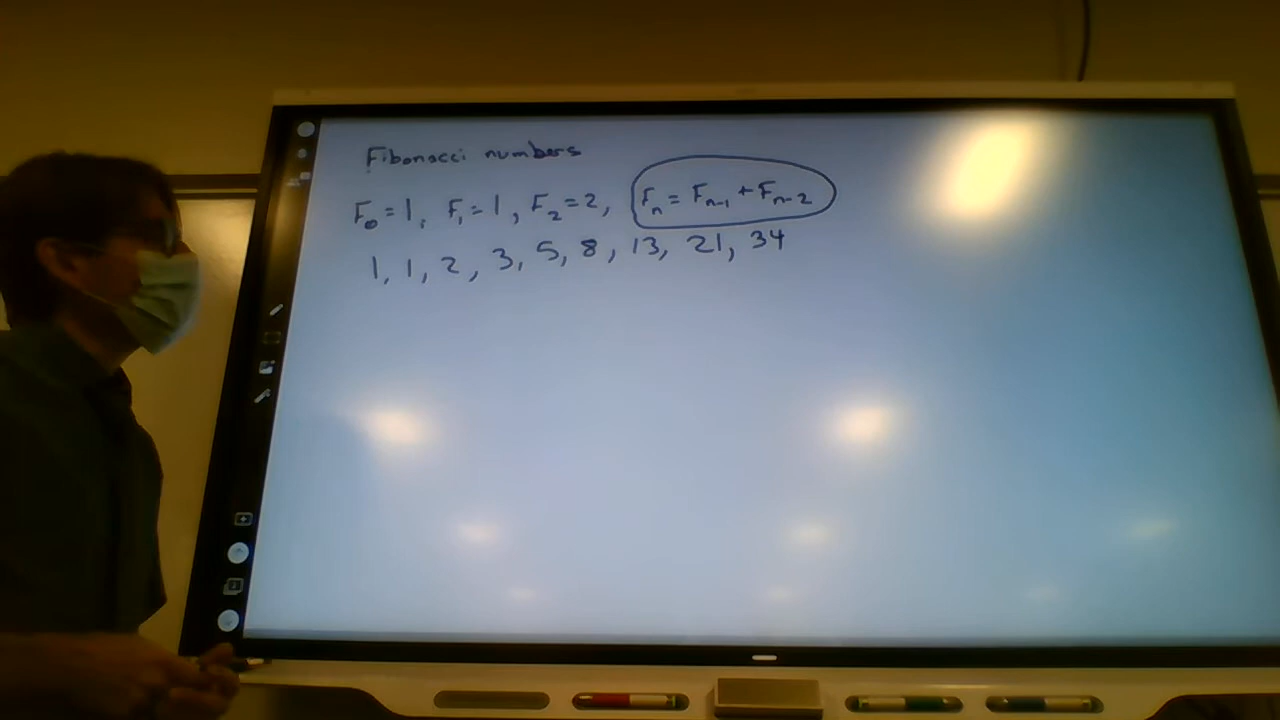 Fibonacci numbers
F₀ = 1, F₁ = 1, F₂ = 2, Fₙ = Fₙ₋₁ + Fₙ₋₂
1, 1, 2, 3, 5, 8, 13, 21, 34